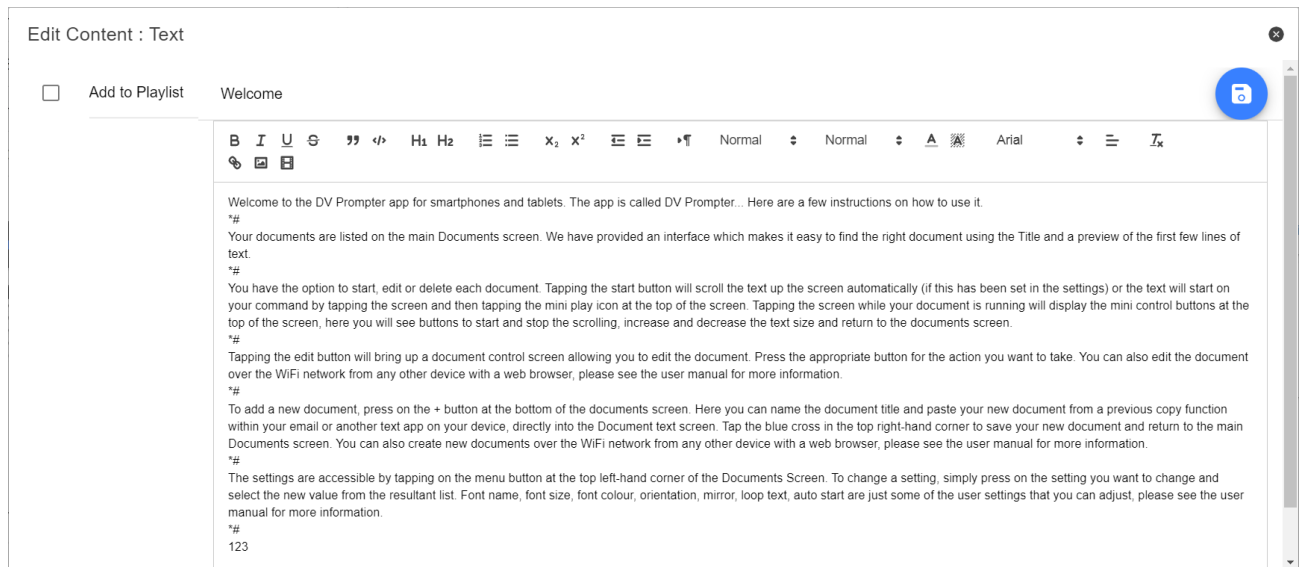 Edit Content : Text
Add to Playlist
Welcome
B I U S ” </> H1 H2 X2 X2 ¶ Normal Normal A A Arial Tx
Welcome to the DV Prompter app for smartphones and tablets. The app is called DV Prompter... Here are a few instructions on how to use it.
*#
Your documents are listed on the main Documents screen. We have provided an interface which makes it easy to find the right document using the Title and a preview of the first few lines of
text.
*#
You have the option to start, edit or delete each document. Tapping the start button will scroll the text up the screen automatically (if this has been set in the settings) or the text will start on
your command by tapping the screen and then tapping the mini play icon at the top of the screen. Tapping the screen while your document is running will display the mini control buttons at the
top of the screen, here you will see buttons to start and stop the scrolling, increase and decrease the text size and return to the documents screen.
*#
Tapping the edit button will bring up a document control screen allowing you to edit the document. Press the appropriate button for the action you want to take. You can also edit the document
over the WiFi network from any other device with a web browser, please see the user manual for more information.
*#
To add a new document, press on the + button at the bottom of the documents screen. Here you can name the document title and paste your new document from a previous copy function
within your email or another text app on your device, directly into the Document text screen. Tap the blue cross in the top right-hand corner to save your new document and return to the main
Documents screen. You can also create new documents over the WiFi network from any other device with a web browser, please see the user manual for more information.
*#
The settings are accessible by tapping on the menu button at the top left-hand corner of the Documents Screen. To change a setting, simply press on the setting you want to change and
select the new value from the resultant list. Font name, font size, font colour, orientation, mirror, loop text, auto start are just some of the user settings that you can adjust, please see the user
manual for more information.
*#
123